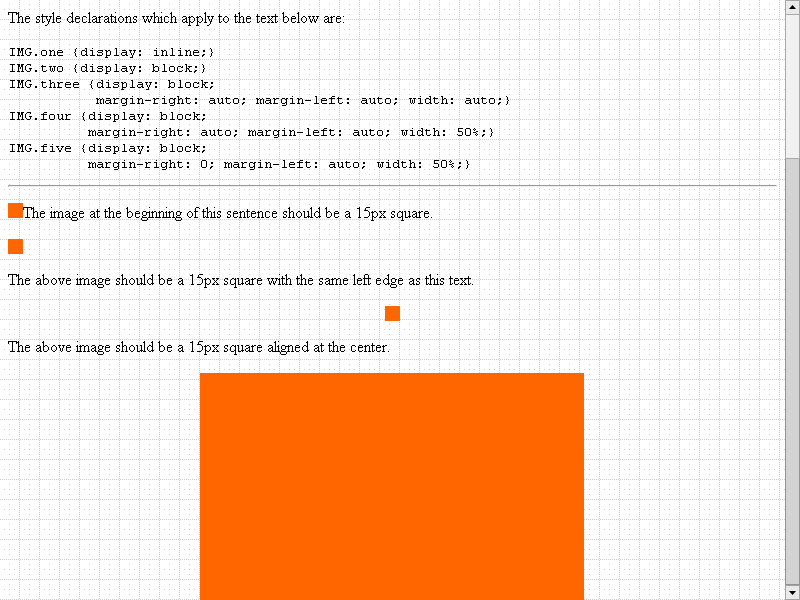 The style declarations which apply to the text below are:
IMG.one {display: inline;}
IMG.two {display: block;}
IMG.three {display: block;
margin-right: auto; margin-left: auto; width: auto;}
IMG.four {display: block;
margin-right: auto; margin-left: auto; width: 50%;}
IMG.five {display: block;
margin-right: 0; margin-left: auto; width: 50%;}
The image at the beginning of this sentence should be a 15px square.
The above image should be a 15px square with the same left edge as this text.
The above image should be a 15px square aligned at the center.